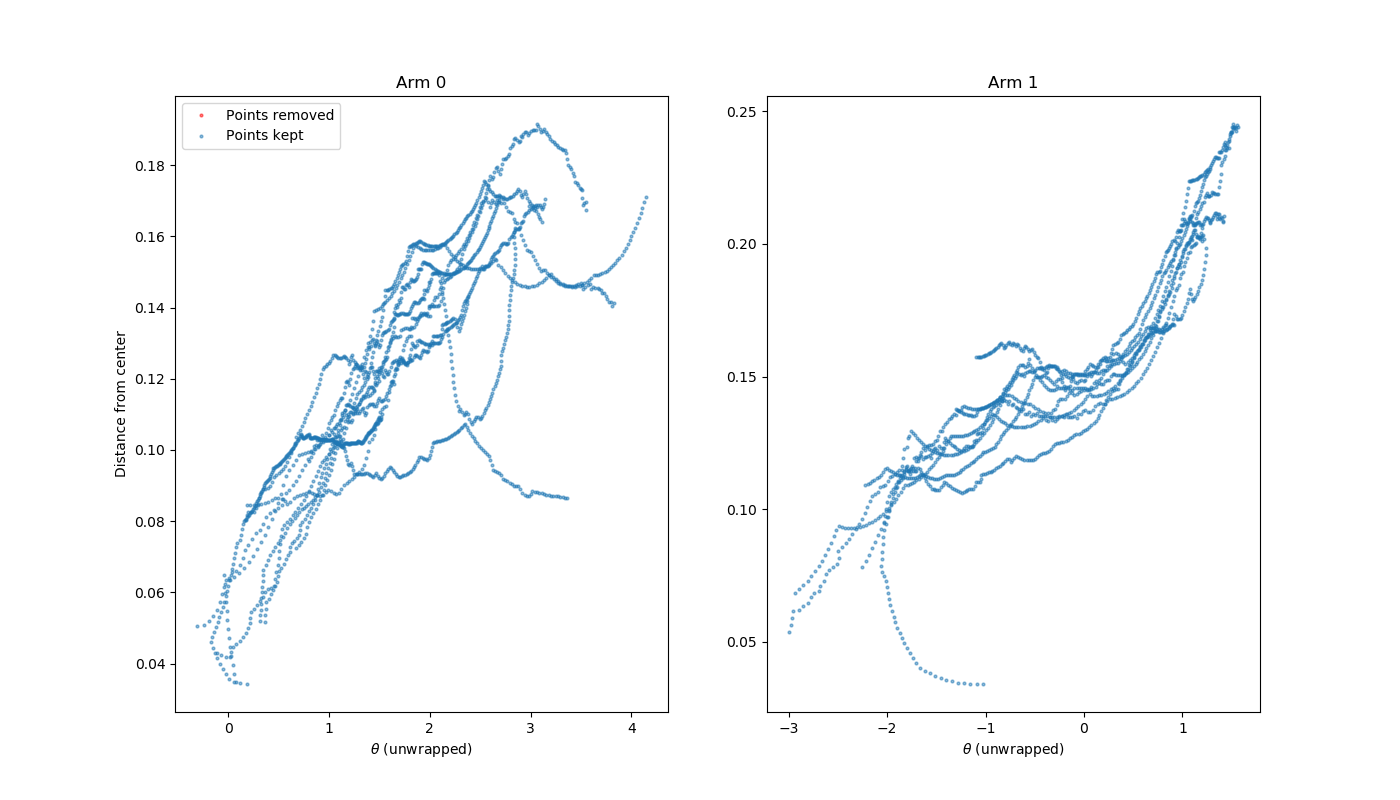 Arm 0
Points removed
Points kept
Distance from center
0.18
0.16
0.14
0.12
0.10
0.08
0.06
0.04
0 1 2 3 4
θ (unwrapped)
Arm 1
0.25
0.20
0.15
0.10
0.05
−3 −2 −1 0 1
θ (unwrapped)